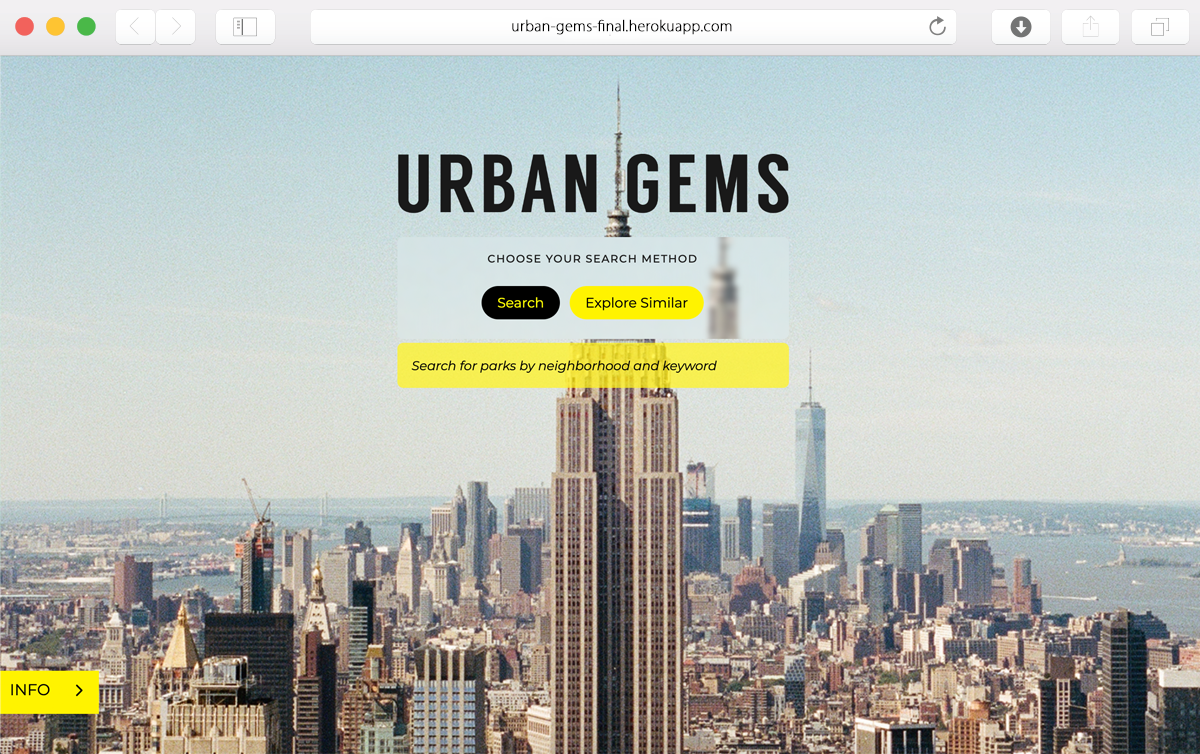 urban-gems-final.herokuapp.com
URBAN GEMS
CHOOSE YOUR SEARCH METHOD
Search Explore Similar
Search for parks by neighborhood and keyword
INFO